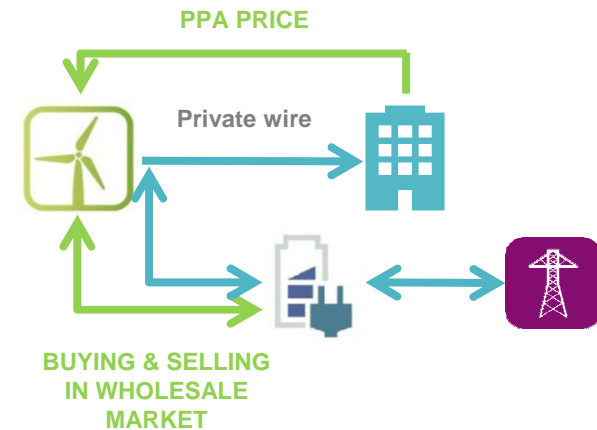 PPA PRICE
Private wire
BUYING & SELLING
IN WHOLESALE
MARKET